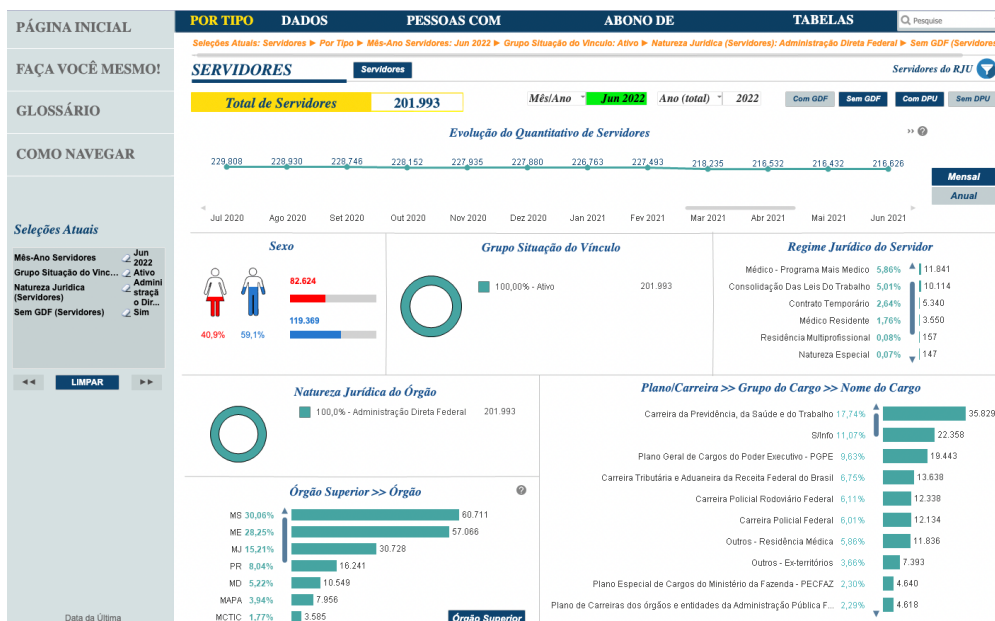 PÁGINA INICIAL
FAÇA VOCÊ MESMO!
GLOSSÁRIO
COMO NAVEGAR
Seleções Atuais
Mês-Ano Servidores Jun 2022
Grupo Situação do Vinc... Ativo
Natureza Juridica (Servidores) Admini straçã o Dir...
Sem GDF (Servidores) Sim
◄◄ LIMPAR ►►
Data da Última
POR TIPO DADOS PESSOAS COM ABONO DE TABELAS Pesquise
Seleções Atuais: Servidores ► Por Tipo ► Mês-Ano Servidores: Jun 2022 ► Grupo Situação do Vinculo: Ativo ► Natureza Juridica (Servidores): Administração Direta Federal ► Sem GDF (Servidores
SERVIDORES Servidores Servidores do RJU
Total de Servidores 201.993 Mês/Ano Jun 2022 Ano (total) 2022 Com GDF Sem GDF Com DPU Sem DPU
Evolução do Quantitativo de Servidores
229,808 228,930 228,746 228,152 227,935 227,880 226,763 227,493 218,235 216,532 216,432 216,626
Mensal
Anual
Jul 2020 Ago 2020 Set 2020 Out 2020 Nov 2020 Dez 2020 Jan 2021 Fev 2021 Mar 2021 Abr 2021 Mai 2021 Jun 2021
Sexo
82.624
119.369
40,9% 59,1%
Grupo Situação do Vínculo
100,00% - Ativo 201.993
Regime Jurídico do Servidor
Médico - Programa Mais Medico 5,86% 11.841
Consolidação Das Leis Do Trabalho 5,01% 10.114
Contrato Temporário 2,64% 5.340
Médico Residente 1,76% 3.550
Residência Multiprofissional 0,08% 157
Natureza Especial 0,07% 147
Natureza Jurídica do Órgão
100,0% - Administração Direta Federal 201.993
Órgão Superior >> Órgão
MS 30,06% 60.711
ME 28,25% 57.066
MJ 15,21% 30.728
PR 8,04% 16.241
MD 5,22% 10.549
MAPA 3,94% 7.956
MCTIC 1,77% 3.585
Órgão Superior
Plano/Carreira >> Grupo do Cargo >> Nome do Cargo
Carreira da Previdência, da Saúde e do Trabalho 17,74% 35.829
S/Info 11,07% 22.358
Plano Geral de Cargos do Poder Executivo - PGPE 9,63% 19.443
Carreira Tributária e Aduaneira da Receita Federal do Brasil 6,75% 13.638
Carreira Policial Rodoviário Federal 6,11% 12.338
Carreira Policial Federal 6,01% 12.134
Outros - Residência Médica 5,86% 11.836
Outros - Ex-territórios 3,66% 7.393
Plano Especial de Cargos do Ministério da Fazenda - PECFAZ 2,30% 4.640
Plano de Carreiras dos órgãos e entidades da Administração Pública F... 2,29% 4.618